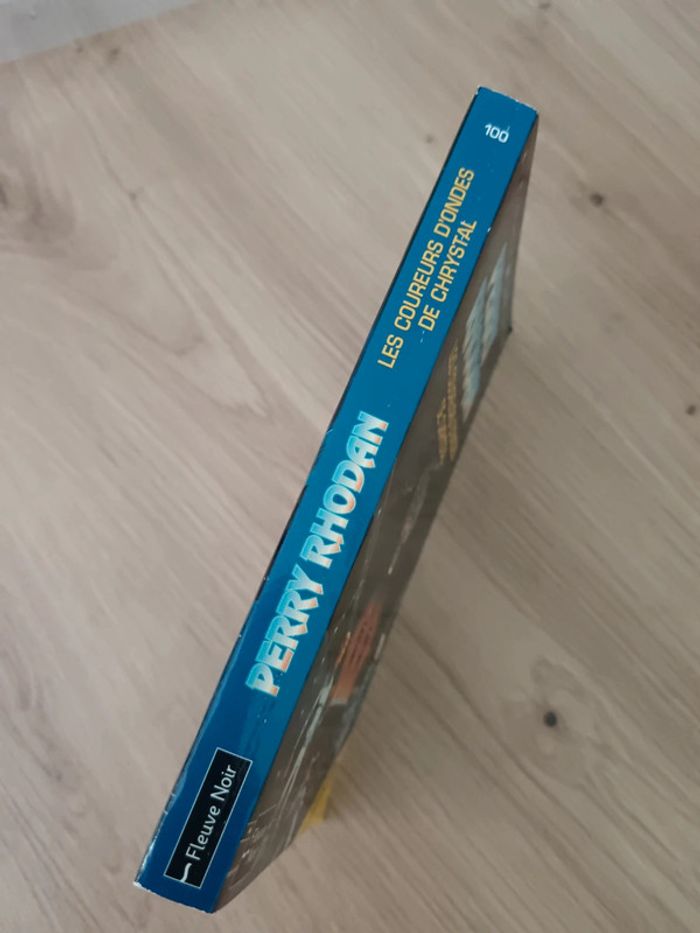 100
LES COUREURS D'ONDES
DE CHRYSTAL
PERRY RHODAN
Fleuve Noir